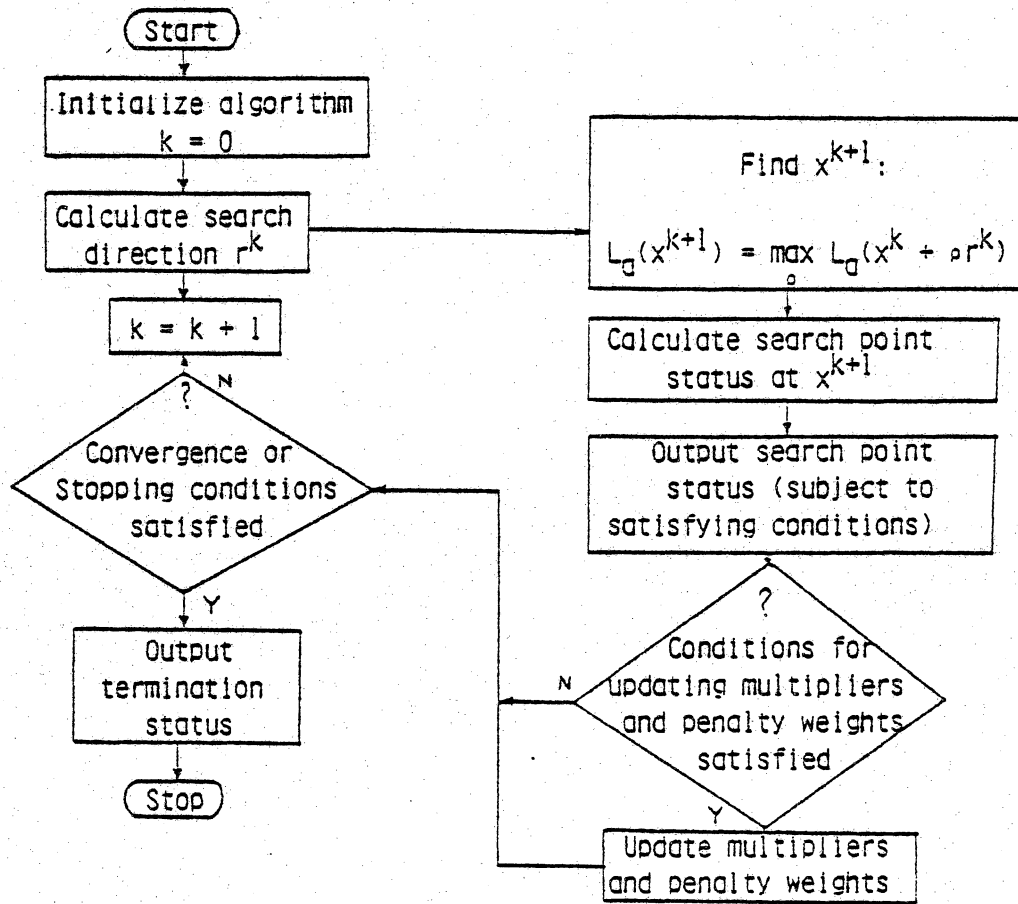 Start
Initialize algorithm
k = 0
Calculate search
direction r^k
k = k + 1
? N
Convergence or
Stopping conditions
satisfied
Y
Output
termination
status
Stop
Find x^{k+1}:
L_a(x^{k+1}) = max_ρ L_a(x^k + ρr^k)
Calculate search point
status at x^{k+1}
Output search point
status (subject to
satisfying conditions)
?
Conditions for
updating multipliers
and penalty weights
satisfied
N
Y
Update multipliers
and penalty weights